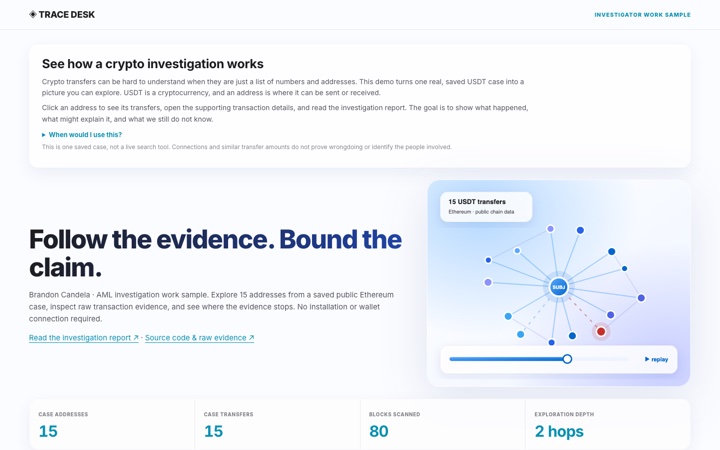 TRACE DESK
INVESTIGATOR WORK SAMPLE
See how a crypto investigation works
Crypto transfers can be hard to understand when they are just a list of numbers and addresses. This demo turns one real, saved USDT case into a
picture you can explore. USDT is a cryptocurrency, and an address is where it can be sent or received.
Click an address to see its transfers, open the supporting transaction details, and read the investigation report. The goal is to show what happened,
what might explain it, and what we still do not know.
▶ When would I use this?
This is one saved case, not a live search tool. Connections and similar transfer amounts do not prove wrongdoing or identify the people involved.
Follow the evidence. Bound the
claim.
Brandon Candela · AML investigation work sample. Explore 15 addresses from a saved public Ethereum
case, inspect raw transaction evidence, and see where the evidence stops. No installation or wallet
connection required.
Read the investigation report ↗ · Source code & raw evidence ↗
15 USDT transfers
Ethereum · public chain data
SUBJ
▶ replay
CASE ADDRESSES
15
CASE TRANSFERS
15
BLOCKS SCANNED
80
EXPLORATION DEPTH
2 hops